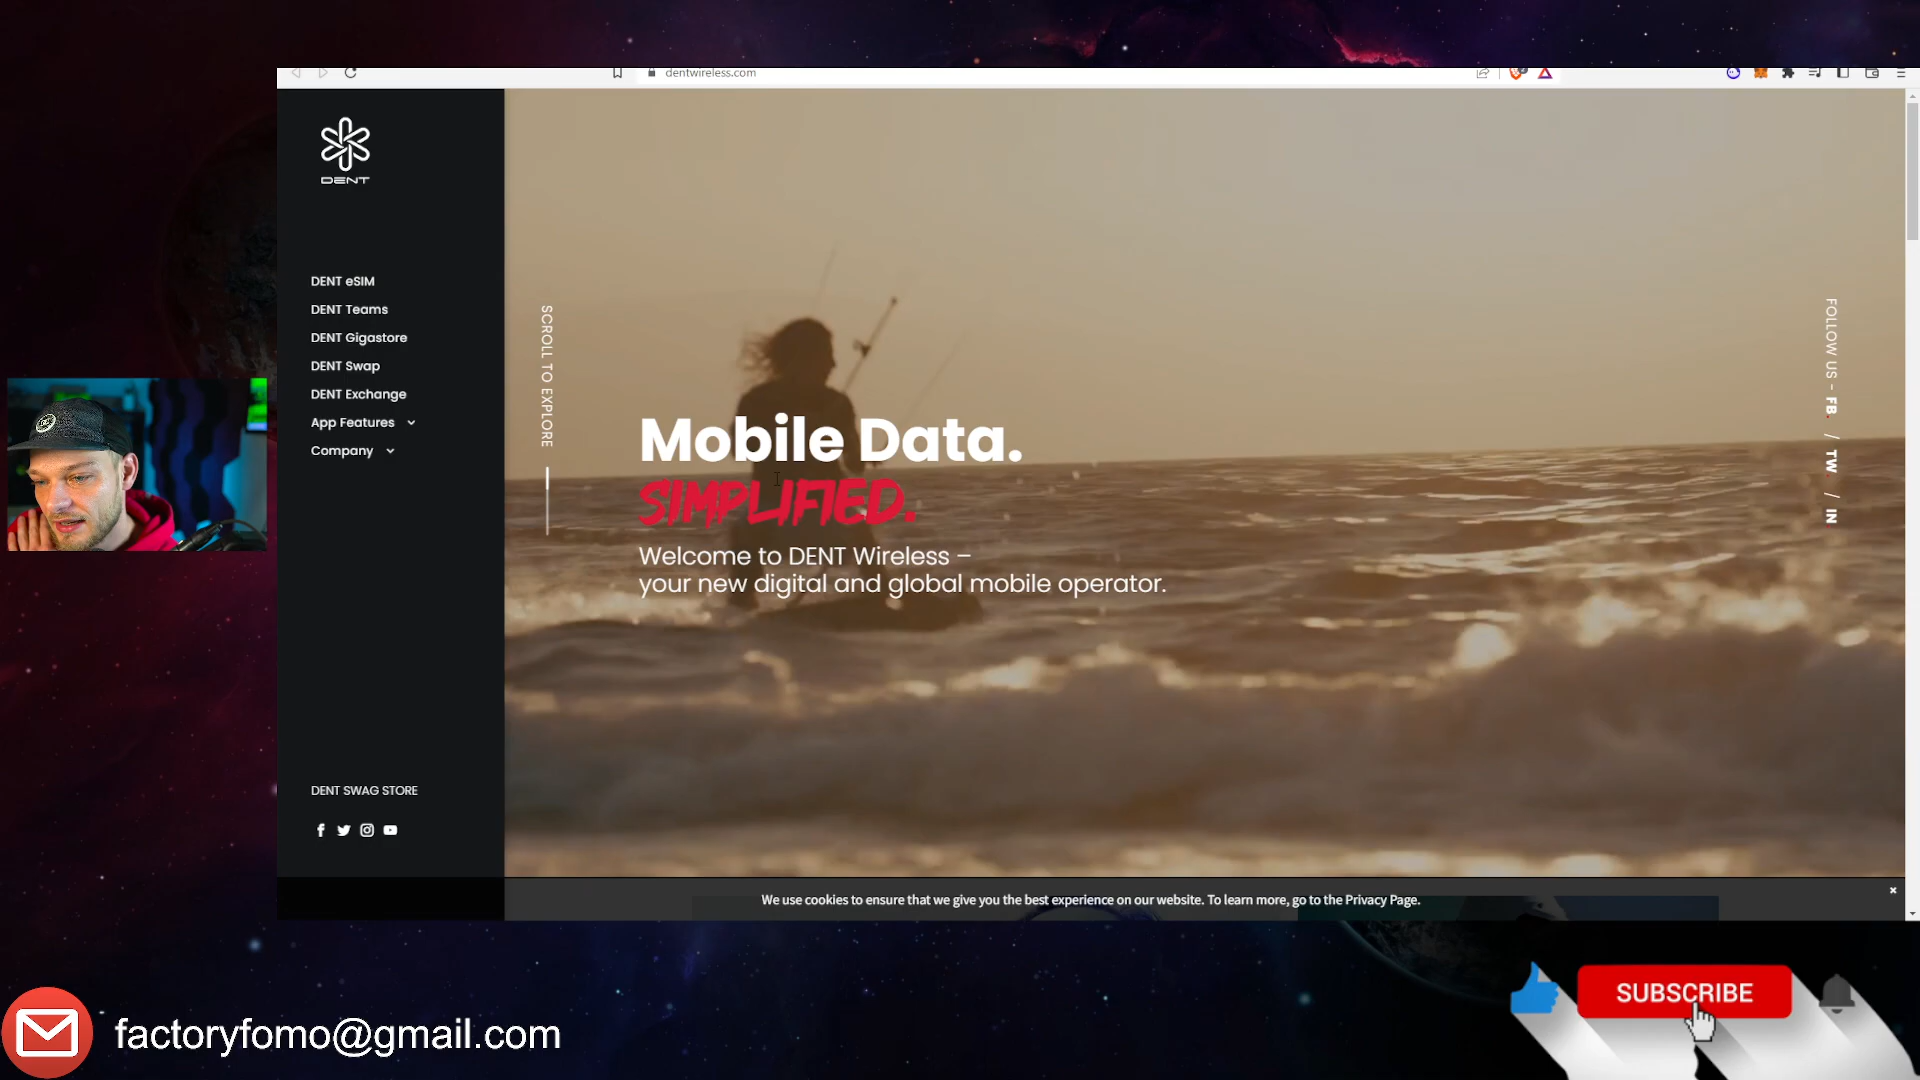 dentwireless.com
DENT
DENT eSIM
DENT Teams
DENT Gigastore
DENT Swap
DENT Exchange
App Features
Company
DENT SWAG STORE
SCROLL TO EXPLORE
Mobile Data.
SIMPLIFIED.
Welcome to DENT Wireless –
your new digital and global mobile operator.
FOLLOW US - FB. / TW. / IN
We use cookies to ensure that we give you the best experience on our website. To learn more, go to the Privacy Page.
factoryfomo@gmail.com
SUBSCRIBE